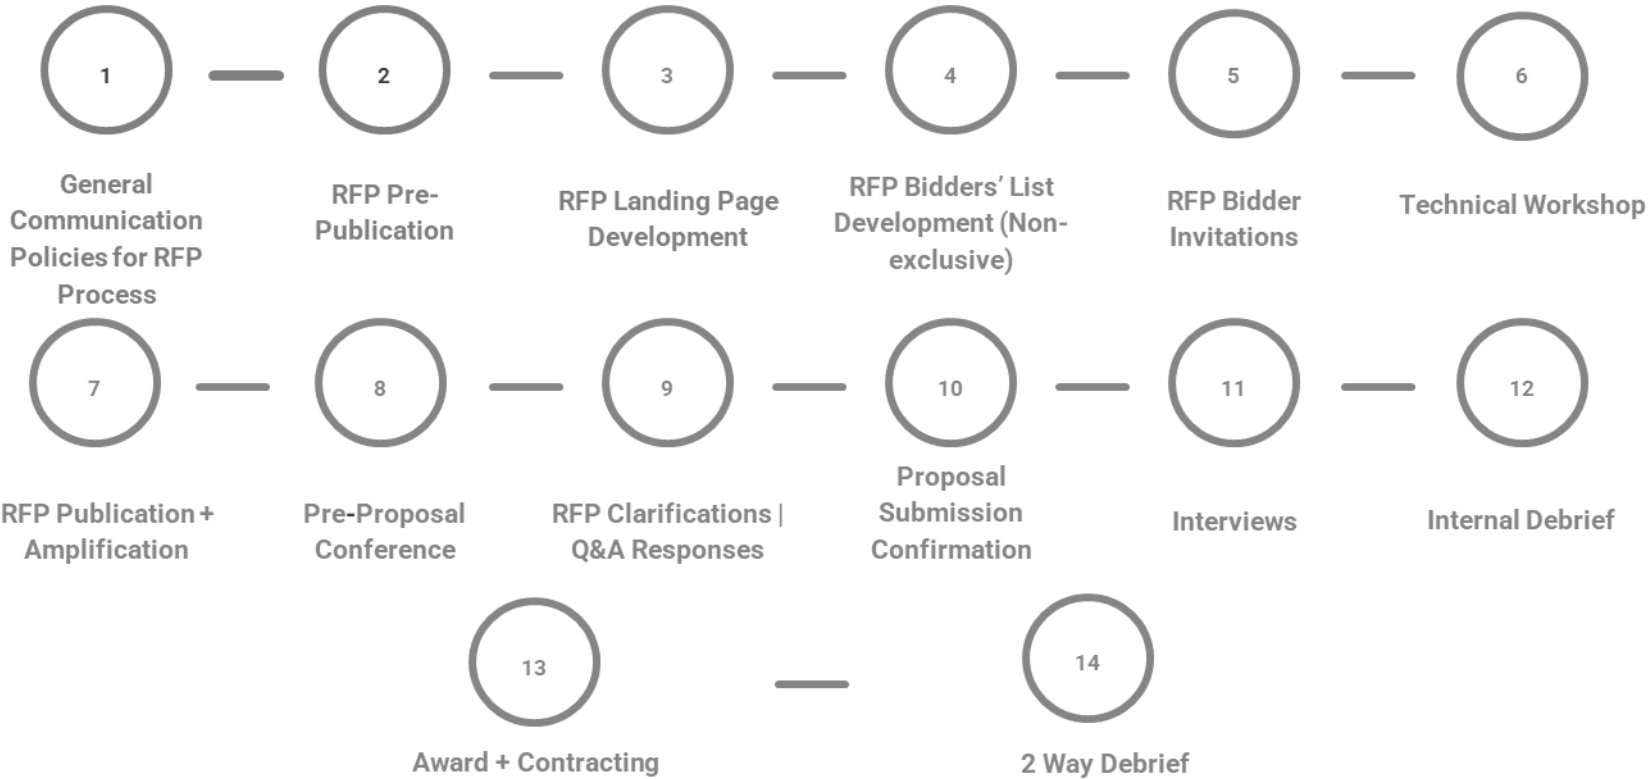 1
2
3
4
5
6
General
Communication
Policies for RFP
Process
RFP Pre-
Publication
RFP Landing Page
Development
RFP Bidders’ List
Development (Non-
exclusive)
RFP Bidder
Invitations
Technical Workshop
7
8
9
10
11
12
RFP Publication +
Amplification
Pre-Proposal
Conference
RFP Clarifications |
Q&A Responses
Proposal
Submission
Confirmation
Interviews
Internal Debrief
13
14
Award + Contracting
2 Way Debrief